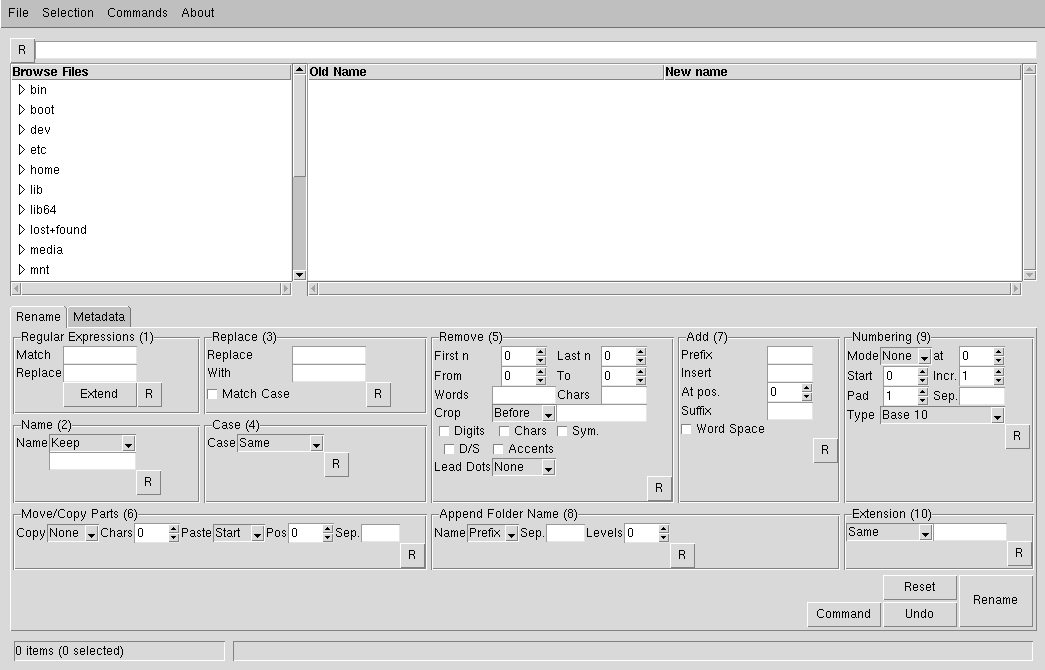 File Selection Commands About
R
Browse Files Old Name New name
bin
boot
dev
etc
home
lib
lib64
lost+found
media
mnt
Rename Metadata
Regular Expressions (1)
Match
Replace
Extend R
Replace (3)
Replace
With
Match Case R
Remove (5)
First n 0 Last n 0
From 0 To 0
Words Chars
Crop Before
Digits Chars Sym.
D/S Accents
Lead Dots None
R
Add (7)
Prefix
Insert
At pos. 0
Suffix
Word Space
R
Numbering (9)
Mode None at 0
Start 0 Incr. 1
Pad 1 Sep.
Type Base 10
R
Name (2)
Name Keep
R
Case (4)
Case Same
R
Move/Copy Parts (6)
Copy None Chars 0 Paste Start Pos 0 Sep.
R
Append Folder Name (8)
Name Prefix Sep. Levels 0
R
Extension (10)
Same
R
Reset
Command Undo Rename
0 items (0 selected)